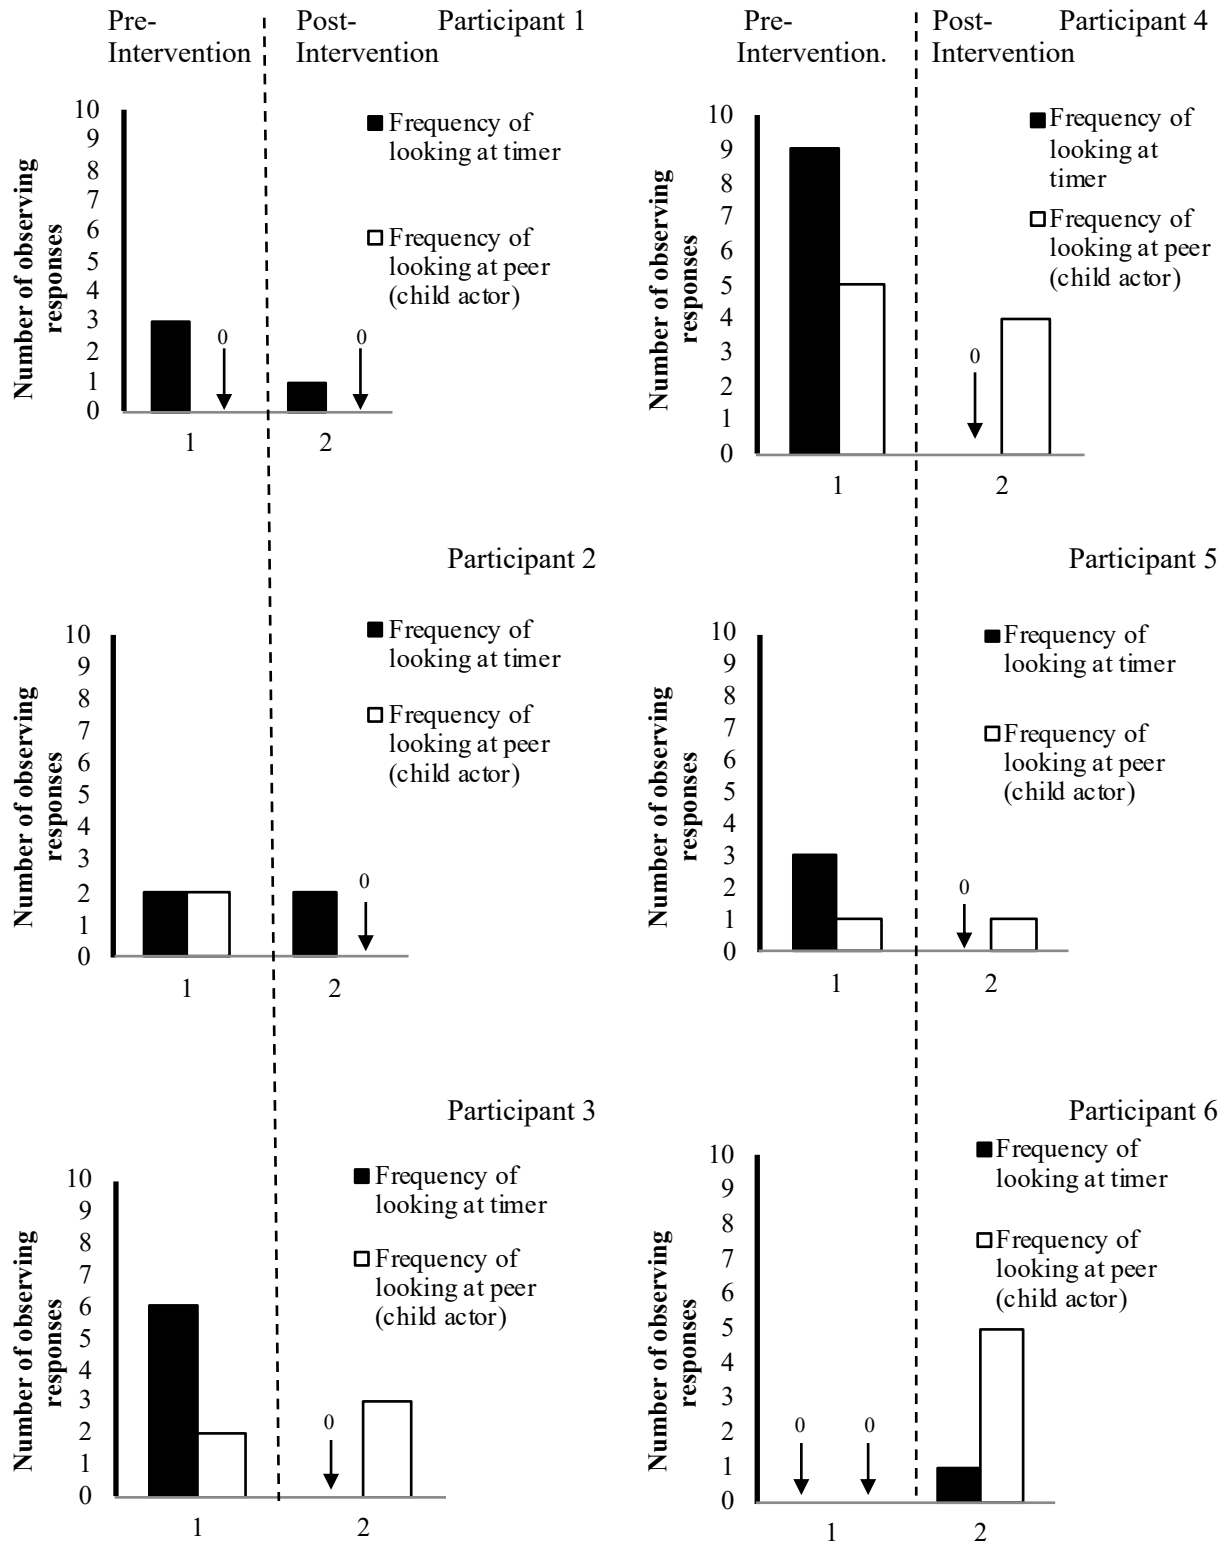 Pre-
Intervention
Post-
Intervention
Participant 1
Number of observing
responses
10
9
8
7
6
5
4
3
2
1
0
0
0
1
2
Frequency of
looking at timer
Frequency of
looking at peer
(child actor)
Participant 2
Number of observing
responses
10
9
8
7
6
5
4
3
2
1
0
0
1
2
Frequency of
looking at timer
Frequency of
looking at peer
(child actor)
Participant 3
Number of observing
responses
10
9
8
7
6
5
4
3
2
1
0
0
1
2
Frequency of
looking at timer
Frequency of
looking at peer
(child actor)
Pre-
Intervention.
Post-
Intervention
Participant 4
Number of observing
responses
10
9
8
7
6
5
4
3
2
1
0
0
1
2
Frequency of
looking at
timer
Frequency of
looking at peer
(child actor)
Participant 5
Number of observing
responses
10
9
8
7
6
5
4
3
2
1
0
0
1
2
Frequency of
looking at timer
Frequency of
looking at peer
(child actor)
Participant 6
Number of observing
responses
10
9
8
7
6
5
4
3
2
1
0
0
0
1
2
Frequency of
looking at timer
Frequency of
looking at peer
(child actor)